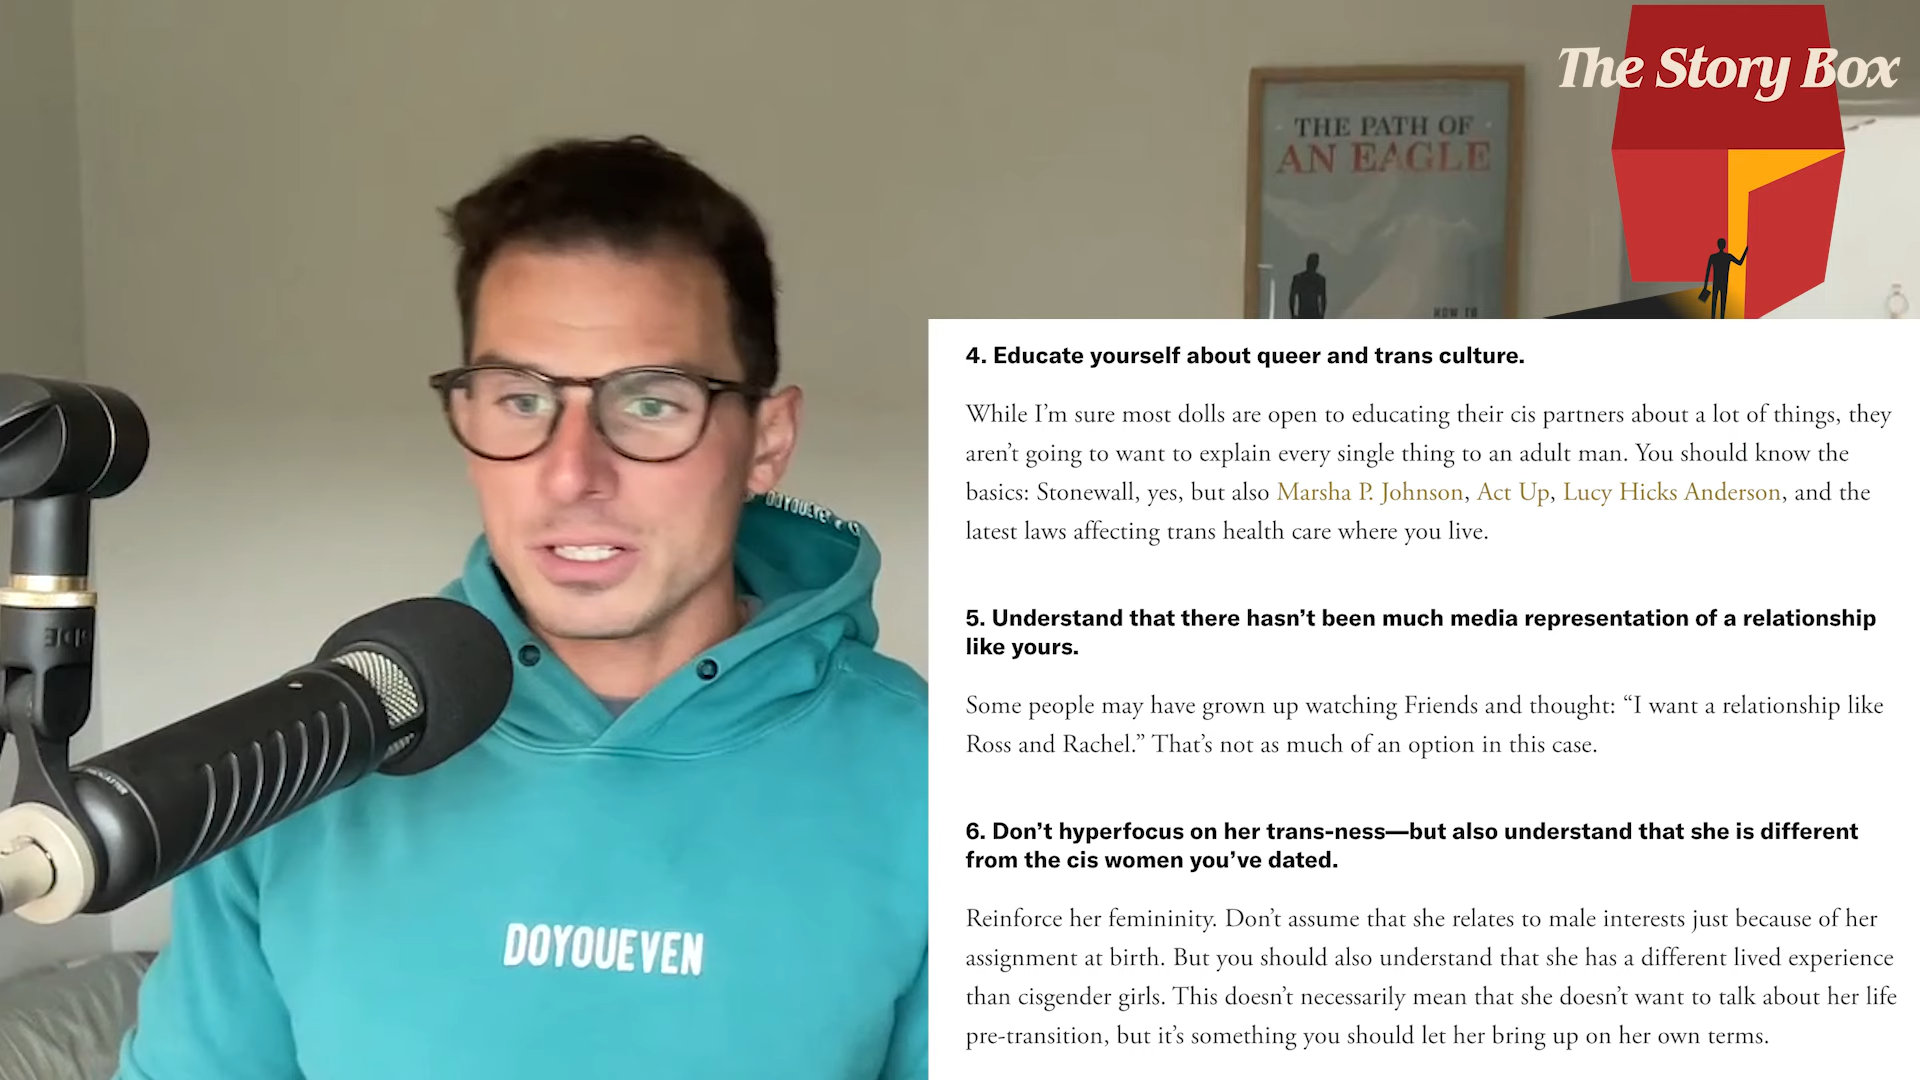 The Story Box
THE PATH OF
AN EAGLE
HOW TO
4. Educate yourself about queer and trans culture.
While I’m sure most dolls are open to educating their cis partners about a lot of things, they
aren’t going to want to explain every single thing to an adult man. You should know the
basics: Stonewall, yes, but also Marsha P. Johnson, Act Up, Lucy Hicks Anderson, and the
latest laws affecting trans health care where you live.
5. Understand that there hasn’t been much media representation of a relationship
like yours.
Some people may have grown up watching Friends and thought: “I want a relationship like
Ross and Rachel.” That’s not as much of an option in this case.
6. Don’t hyperfocus on her trans-ness—but also understand that she is different
from the cis women you’ve dated.
Reinforce her femininity. Don’t assume that she relates to male interests just because of her
assignment at birth. But you should also understand that she has a different lived experience
than cisgender girls. This doesn’t necessarily mean that she doesn’t want to talk about her life
pre-transition, but it’s something you should let her bring up on her own terms.
DOYOUEVEN